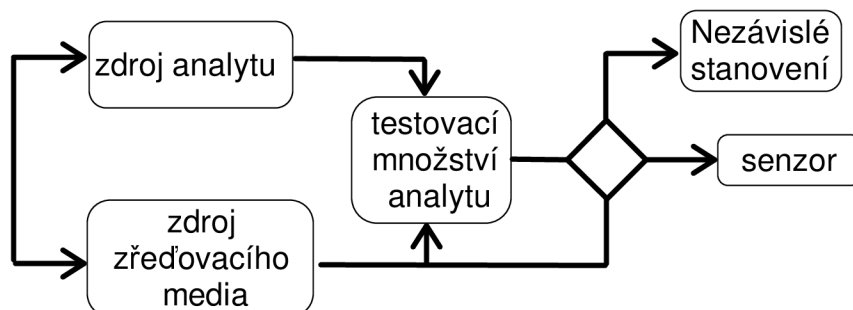 zdroj analytu
zdroj
zřeďovacího
media
testovací
množství
analytu
Nezávislé
stanovení
senzor